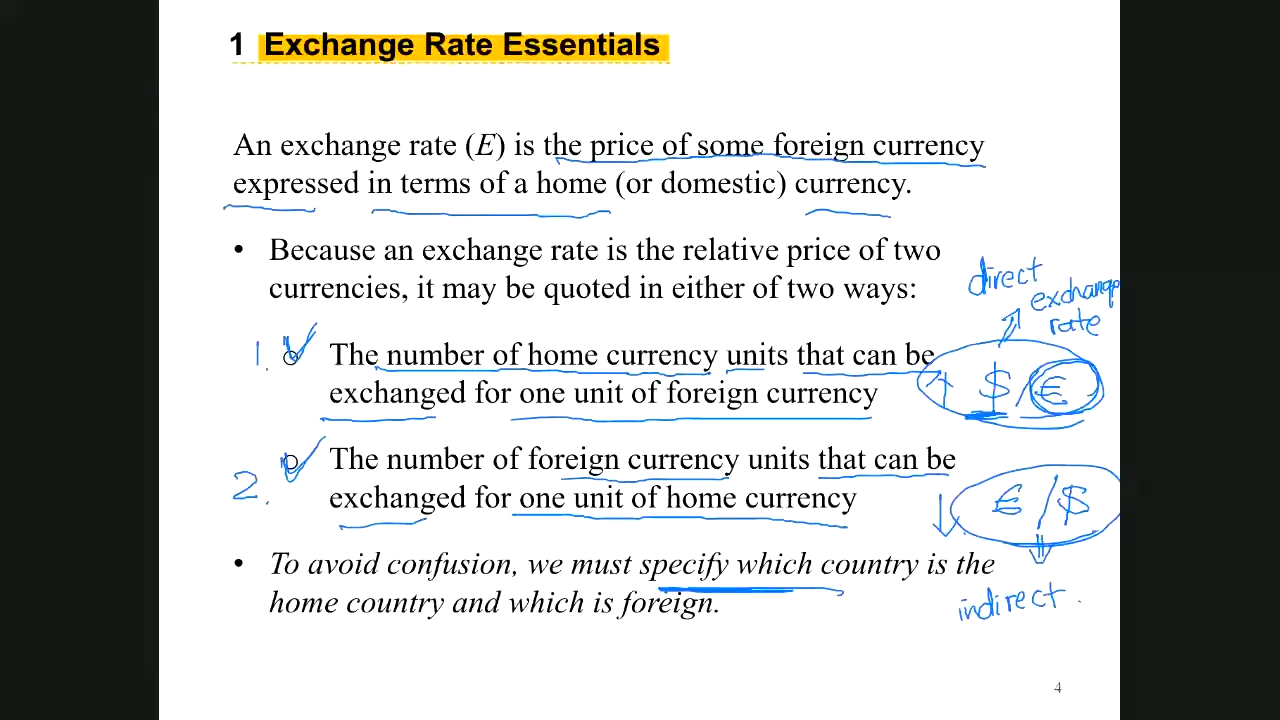 1 Exchange Rate Essentials
An exchange rate (E) is the price of some foreign currency
expressed in terms of a home (or domestic) currency.
• Because an exchange rate is the relative price of two
currencies, it may be quoted in either of two ways:
direct
exchange
rate
1. The number of home currency units that can be
exchanged for one unit of foreign currency
↑ $/€
2. The number of foreign currency units that can be
exchanged for one unit of home currency
↓ €/$
• To avoid confusion, we must specify which country is the
home country and which is foreign.
indirect.
4